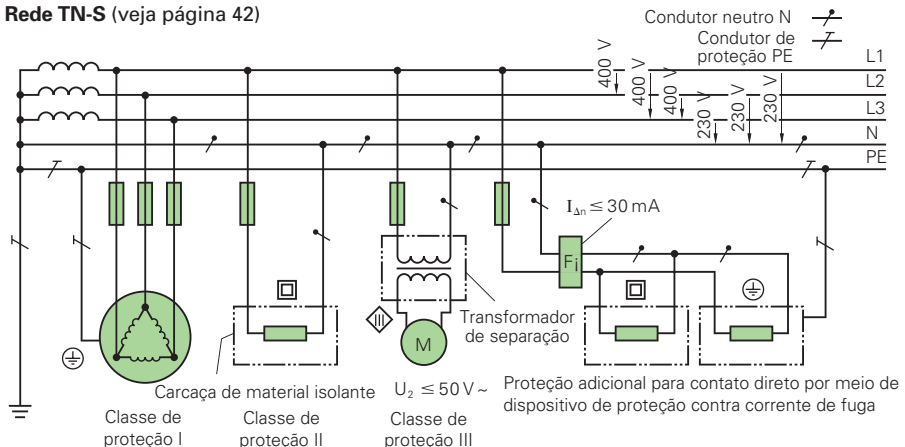 Rede TN-S (veja página 42)
Condutor neutro N
Condutor de
proteção PE
400 V
400 V
400 V
230 V
230 V
230 V
L1
L2
L3
N
PE
I∆n ≤ 30 mA
Fi
III
M
Transformador
de separação
Carcaça de material isolante
U₂ ≤ 50 V ~
Proteção adicional para contato direto por meio de
dispositivo de proteção contra corrente de fuga
Classe de
proteção I
Classe de
proteção II
Classe de
proteção III